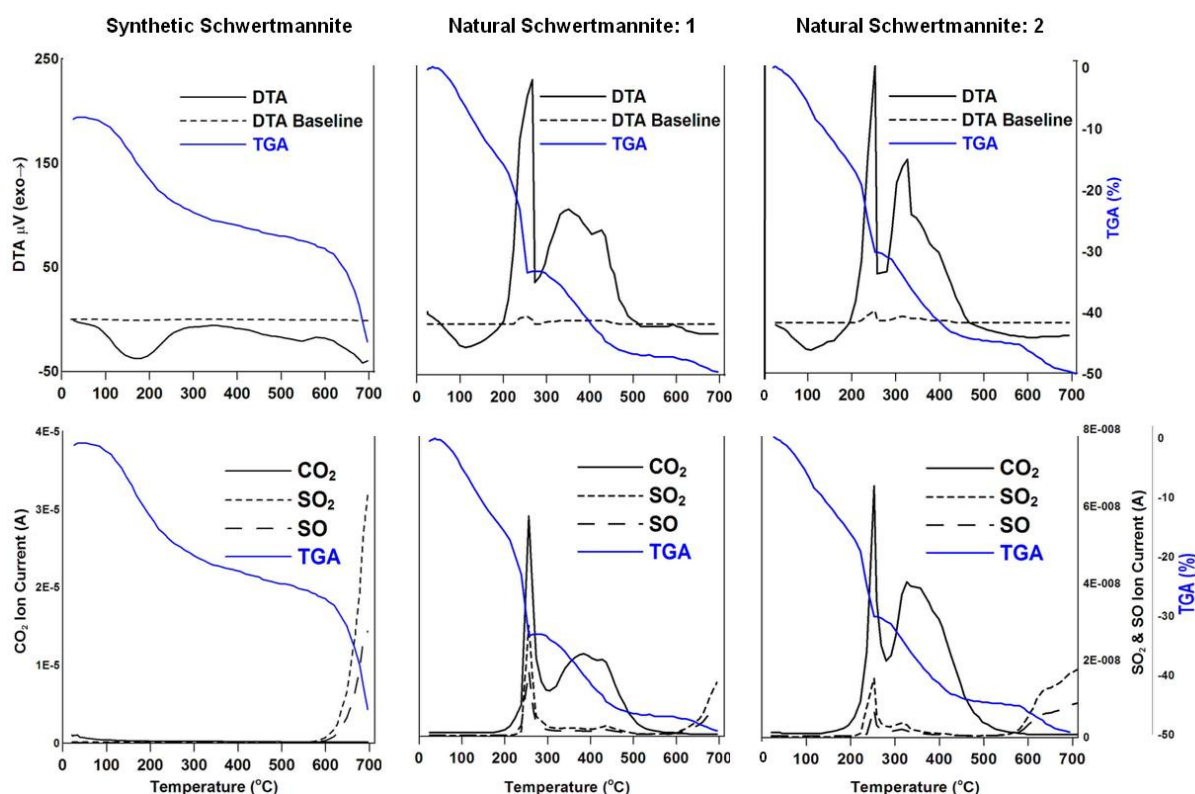 Synthetic Schwertmannite
Natural Schwertmannite: 1
Natural Schwertmannite: 2
250
150
50
-50
DTA µV (exo→)
DTA
DTA Baseline
TGA
0 100 200 300 400 500 600 700
DTA
DTA Baseline
TGA
0 100 200 300 400 500 600 700
DTA
DTA Baseline
TGA
0 100 200 300 400 500 600 700
0
-10
-20
-30
-40
-50
TGA (%)
4E-5
3E-5
2E-5
1E-5
0
CO2 Ion Current (A)
CO2
SO2
SO
TGA
0 100 200 300 400 500 600 700
Temperature (oC)
CO2
SO2
SO
TGA
0 100 200 300 400 500 600 700
Temperature (oC)
CO2
SO2
SO
TGA
0 100 200 300 400 500 600 700
Temperature (oC)
8E-008
6E-008
4E-008
2E-008
0
SO2 & SO Ion Current (A)
0
-10
-20
-30
-40
-50
TGA (%)